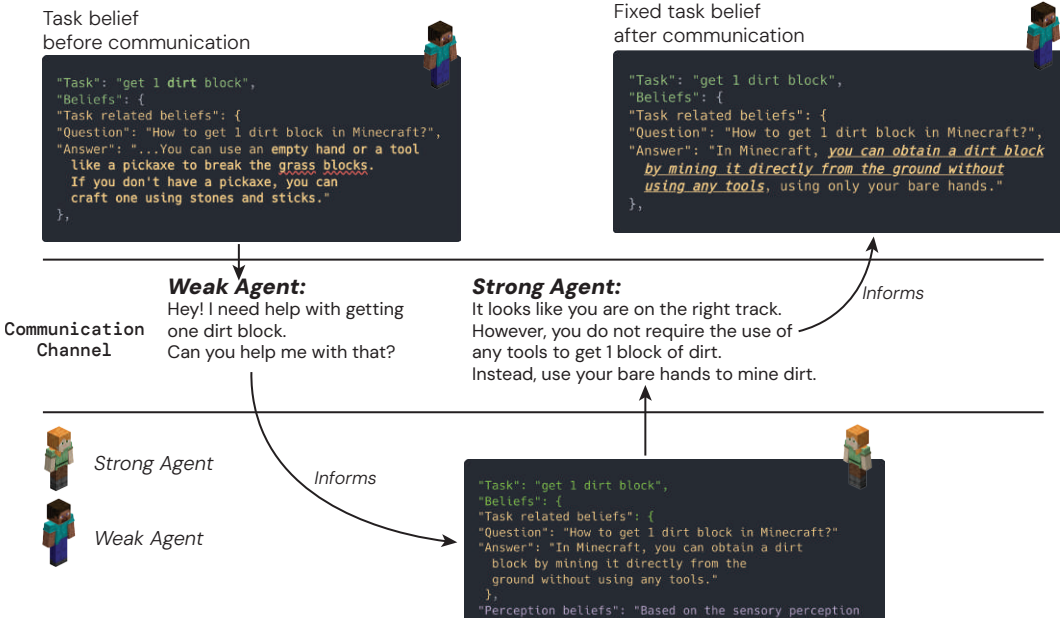 Task belief
before communication
"Task": "get 1 dirt block",
"Beliefs": {
"Task related beliefs": {
"Question": "How to get 1 dirt block in Minecraft?",
"Answer": "...You can use an empty hand or a tool
like a pickaxe to break the grass blocks.
If you don't have a pickaxe, you can
craft one using stones and sticks."
},
Fixed task belief
after communication
"Task": "get 1 dirt block",
"Beliefs": {
"Task related beliefs": {
"Question": "How to get 1 dirt block in Minecraft?",
"Answer": "In Minecraft, you can obtain a dirt block
by mining it directly from the ground without
using any tools, using only your bare hands."
},
Communication
Channel
Weak Agent:
Hey! I need help with getting
one dirt block.
Can you help me with that?
Strong Agent:
It looks like you are on the right track.
However, you do not require the use of
any tools to get 1 block of dirt.
Instead, use your bare hands to mine dirt.
Informs
Strong Agent
Weak Agent
Informs
"Task": "get 1 dirt block",
"Beliefs": {
"Task related beliefs": {
"Question": "How to get 1 dirt block in Minecraft?"
"Answer": "In Minecraft, you can obtain a dirt
block by mining it directly from the
ground without using any tools."
},
"Perception beliefs": "Based on the sensory perception